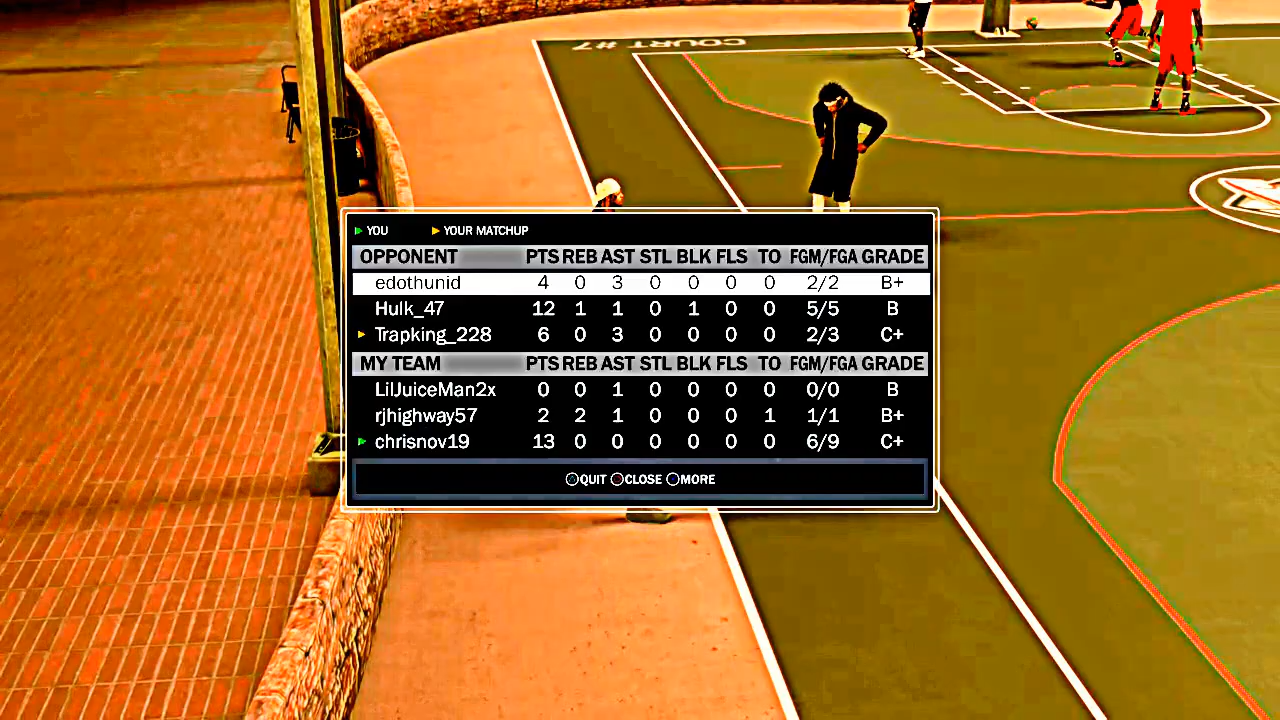 COURT #7
YOU YOUR MATCHUP
OPPONENT PTS REB AST STL BLK FLS TO FGM/FGA GRADE
edothunid 4 0 3 0 0 0 0 2/2 B+
Hulk_47 12 1 1 0 1 0 0 5/5 B
Trapking_228 6 0 3 0 0 0 0 2/3 C+
MY TEAM PTS REB AST STL BLK FLS TO FGM/FGA GRADE
LilJuiceMan2x 0 0 1 0 0 0 0 0/0 B
rjhighway57 2 2 1 0 0 0 1 1/1 B+
chrisnov19 13 0 0 0 0 0 0 6/9 C+
QUIT CLOSE MORE